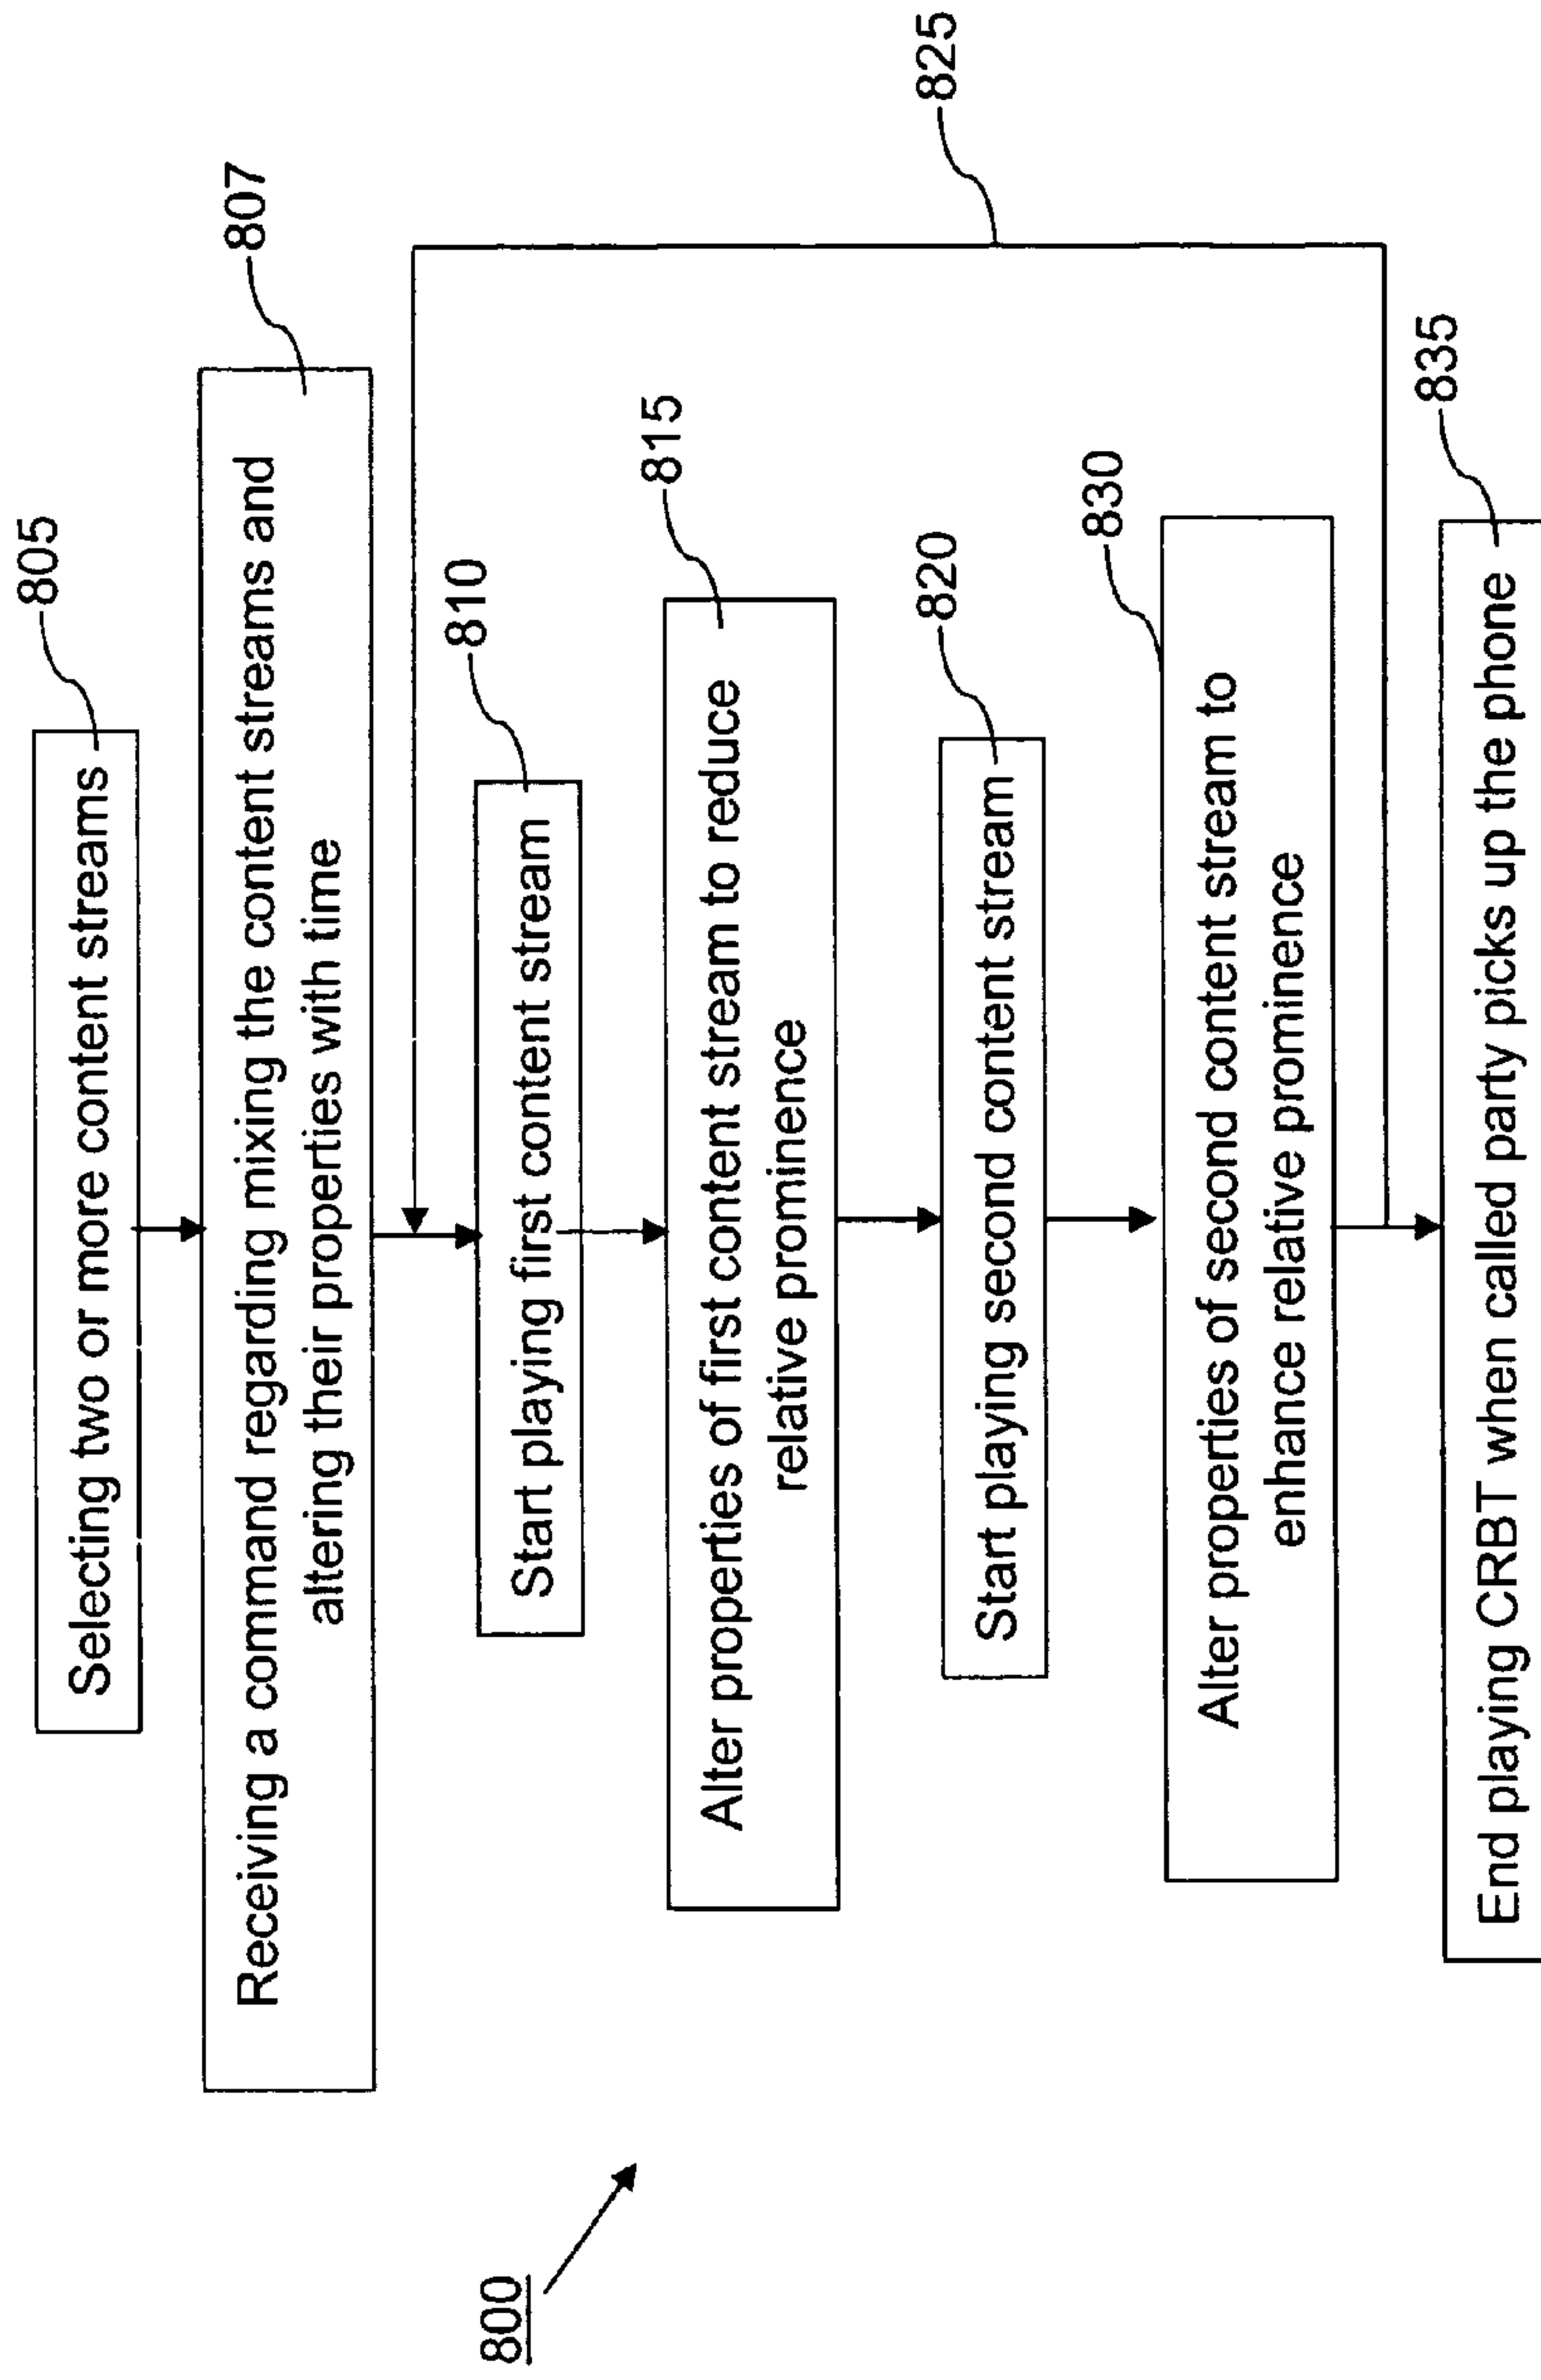 800
805
Selecting two or more content streams
807
Receiving a command regarding mixing the content streams and
altering their properties with time
810
Start playing first content stream
815
Alter properties of first content stream to reduce
relative prominence
820
Start playing second content stream
825
830
Alter properties of second content stream to
enhance relative prominence
835
End playing CRBT when called party picks up the phone